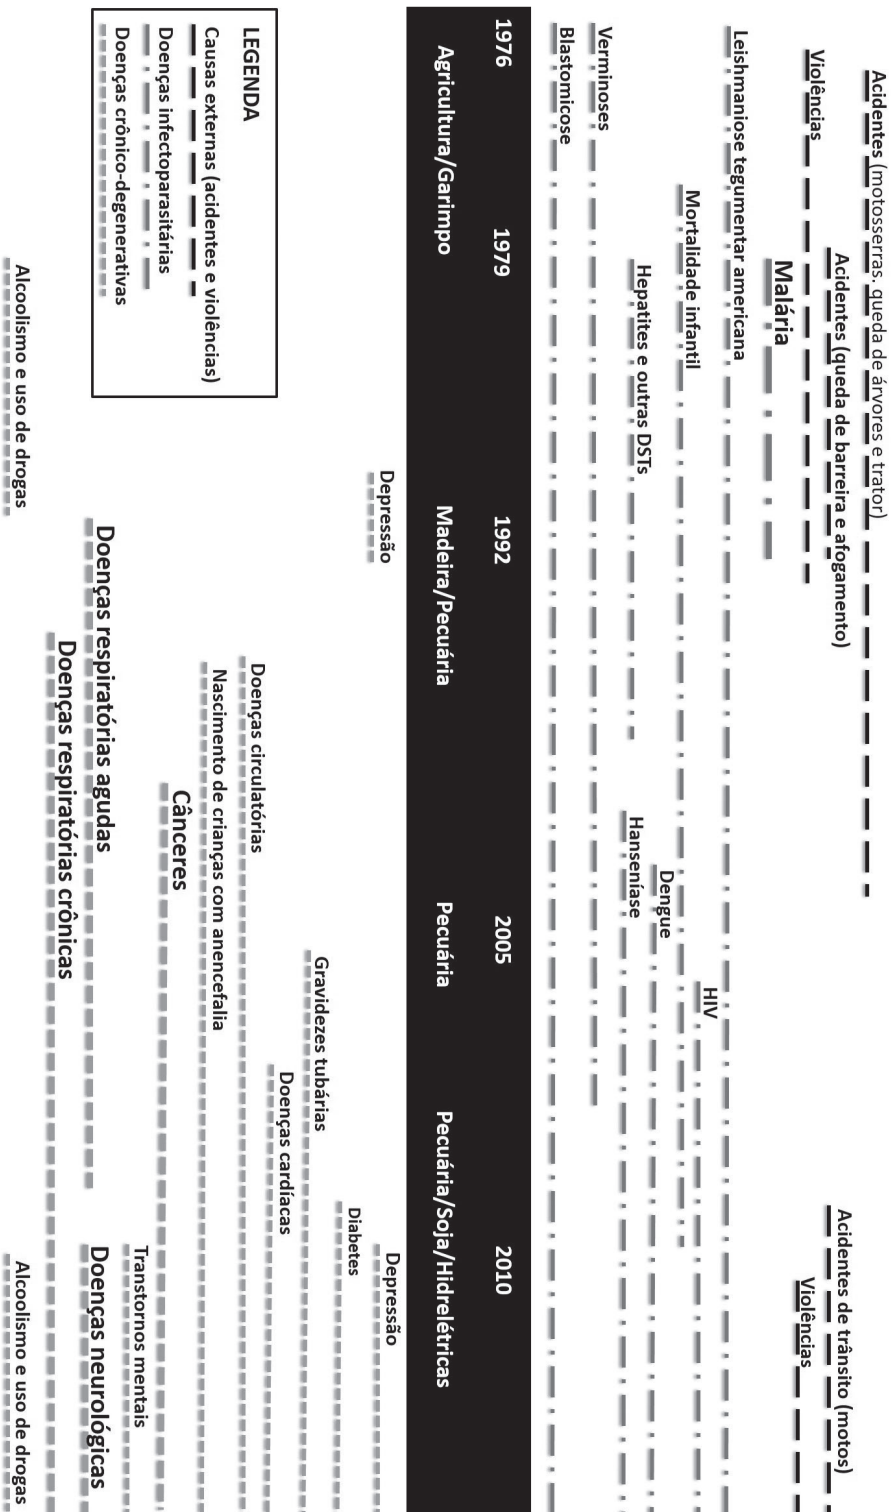 Acidentes (motosserras, queda de árvores e trator)
Violências
Acidentes (queda de barreira e afogamento)
Acidentes de trânsito (motos)
Violências
Malária
Leishmaniose tegumentar americana
HIV
Mortalidade infantil
Dengue
Hepatites e outras DSTs
Hanseníase
Verminoses
Blastomicose
1976
1979
1992
2005
2010
Agricultura/Garimpo
Madeira/Pecuária
Pecuária
Pecuária/Soja/Hidrelétricas
Depressão
Depressão
Diabetes
Gravidezes tubárias
Doenças cardíacas
Doenças circulatórias
Nascimento de crianças com anencefalia
Cânceres
Transtornos mentais
Doenças respiratórias agudas
Doenças neurológicas
Doenças respiratórias crônicas
Alcoolismo e uso de drogas
Alcoolismo e uso de drogas
LEGENDA
Causas externas (acidentes e violências)
Doenças infectoparasitárias
Doenças crônico-degenerativas